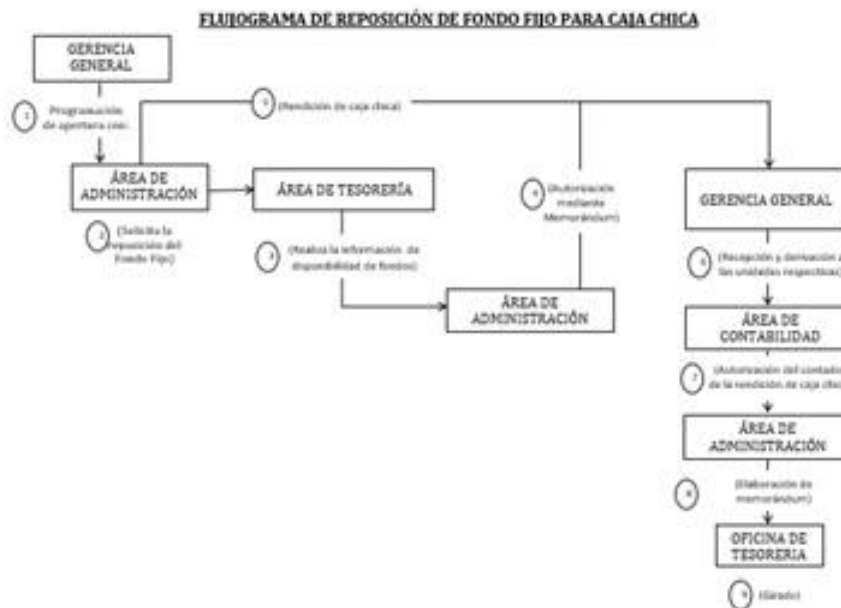 FLUJOGRAMA DE REPOSICIÓN DE FONDO FIJO PARA CAJA CHICA
GERENCIA
GENERAL
1 Programación
de apertura con:
5 (Rendición de caja chica)
ÁREA DE
ADMINISTRACIÓN
2 (Solicita la
reposición del
Fondo Fijo)
ÁREA DE TESORERÍA
3 (Realiza la información de
disponibilidad de fondos)
ÁREA DE
ADMINISTRACIÓN
4 (Autorización
mediante
Memorándum)
GERENCIA GENERAL
6 (Recepción y derivación a
las unidades respectivas)
ÁREA DE
CONTABILIDAD
7 (Autorización del contado
de la rendición de caja chic
ÁREA DE
ADMINISTRACIÓN
8 (Elaboración de
memorándum)
OFICINA DE
TESORERIA
9 (Girado)